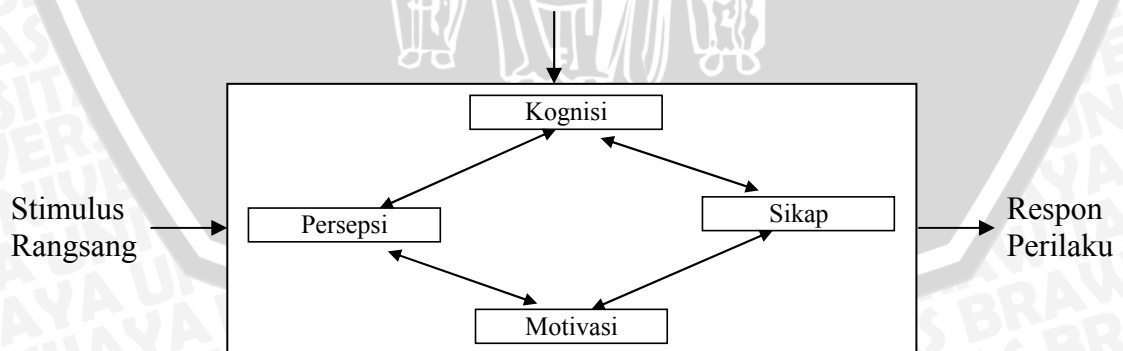 Kognisi
Stimulus
Rangsang
Persepsi
Sikap
Respon
Perilaku
Motivasi